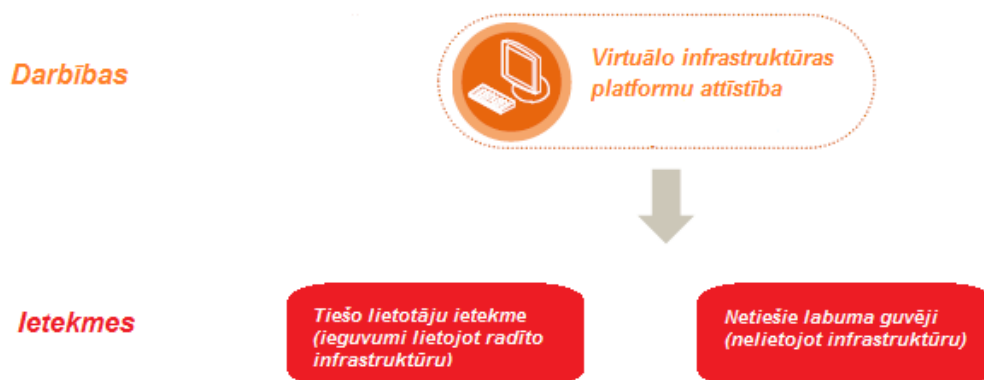 Darbības
Virtuālo infrastruktūras
platformu attīstība
Ietekmes
Tiešo lietotāju ietekme
(ieguvumi lietojot radīto
infrastruktūru)
Netiešie labuma guvēji
(nelietojot infrastruktūru)